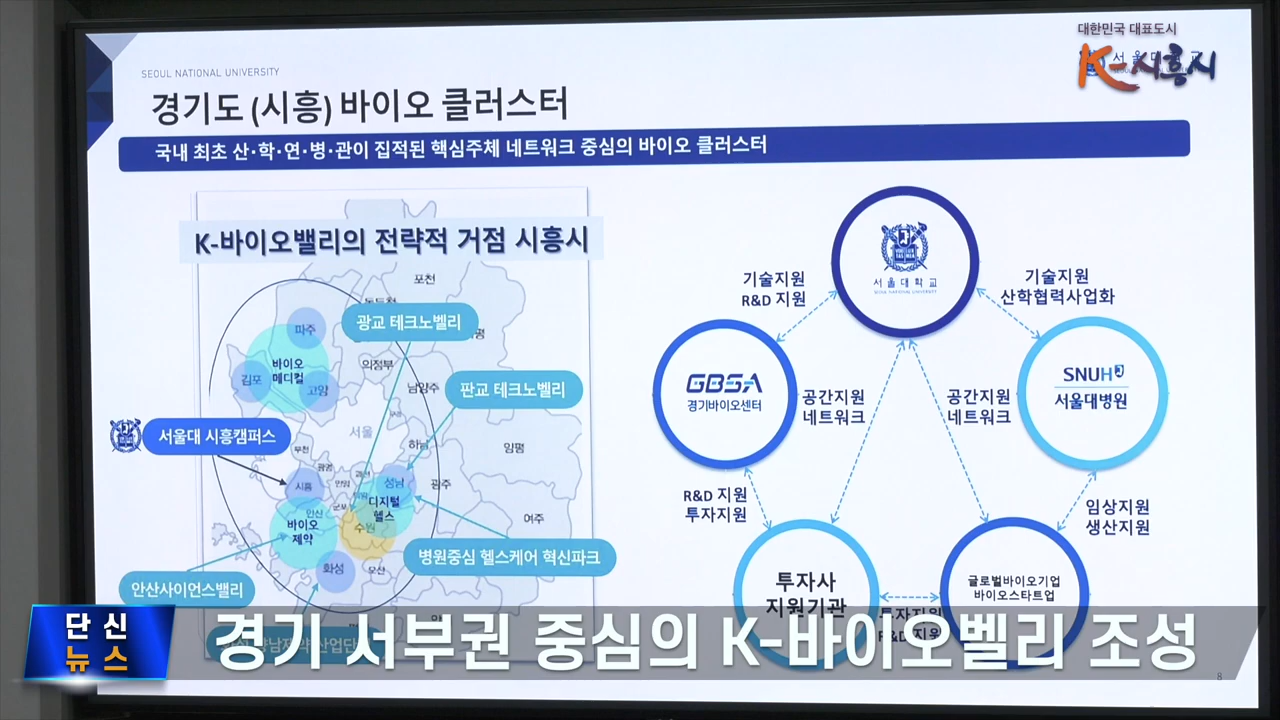 대한민국 대표도시
K-시흥시
SEOUL NATIONAL UNIVERSITY
경기도 (시흥) 바이오 클러스터
국내 최초 산·학·연·병·관이 집적된 핵심주체 네트워크 중심의 바이오 클러스터
K-바이오밸리의 전략적 거점 시흥시
포천
광교 테크노벨리
파주
바이오
메디컬
의정부
김포
고양
남양주
판교 테크노벨리
서울
서울대 시흥캠퍼스
하남
양평
부천
광명
시흥
성남
광주
디지털
헬스
안산
바이오
제약
수원
여주
병원중심 헬스케어 혁신파크
화성
오산
안산사이언스밸리
서울대학교
SEOUL NATIONAL UNIVERSITY
기술지원
R&D 지원
기술지원
산학협력사업화
GBSA
경기바이오센터
SNUH
서울대병원
공간지원
네트워크
공간지원
네트워크
R&D 지원
투자지원
임상지원
생산지원
투자사
지원기관
글로벌바이오기업
바이오스타트업
투자지원
R&D 지원
단신
뉴스
경기 서부권 중심의 K-바이오벨리 조성
8